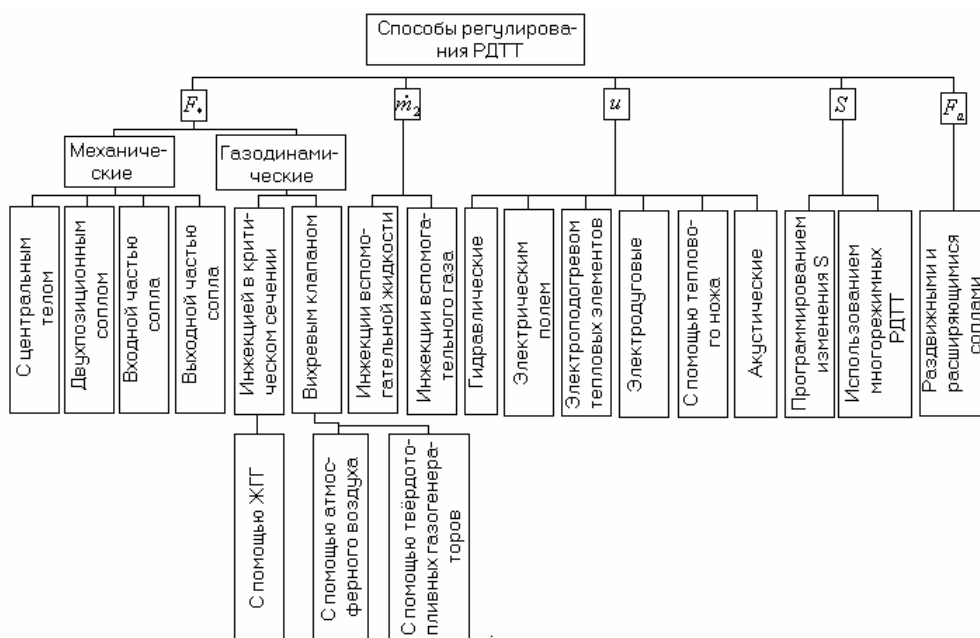 Способы регулирова-
ния РДТТ
F*
ṁ₂
u
S
Fa
Механиче-
ские
Газодинами-
ческие
С центральным
телом
Двухпозиционным
соплом
Входной частью
сопла
Выходной частью
сопла
Инжекцией в крити-
ческом сечении
Вихревым клапаном
Инжекции вспомо-
гательной жидкости
Инжекции вспомога-
тельного газа
Гидравлические
Электрическим
полем
Электроподогревом
тепловых элементов
Электродуговые
С помощью теплово-
го ножа
Акустические
Программированием
изменения S
Использованием
многорежимных
РДТТ
Раздвижными и
расширяющимися
соплами
С помощью ЖГГ
С помощью атмос-
ферного воздуха
С помощью твёрдото-
пливных газогенера-
торов